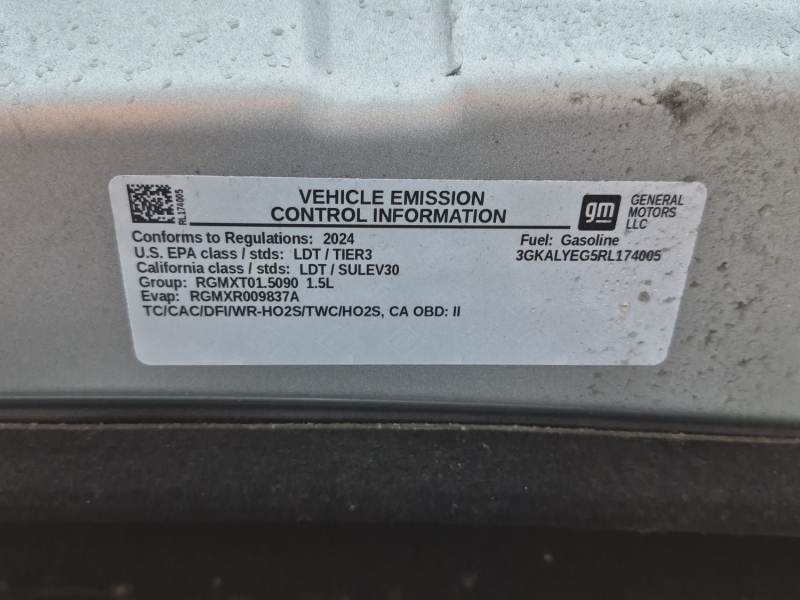 RL174005
VEHICLE EMISSION
CONTROL INFORMATION
gm
GENERAL
MOTORS
LLC
Conforms to Regulations: 2024
Fuel: Gasoline
U.S. EPA class / stds: LDT / TIER3
3GKALYEG5RL174005
California class / stds: LDT / SULEV30
Group: RGMXT01.5090 1.5L
Evap: RGMXR009837A
TC/CAC/DFI/WR-HO2S/TWC/HO2S, CA OBD: II